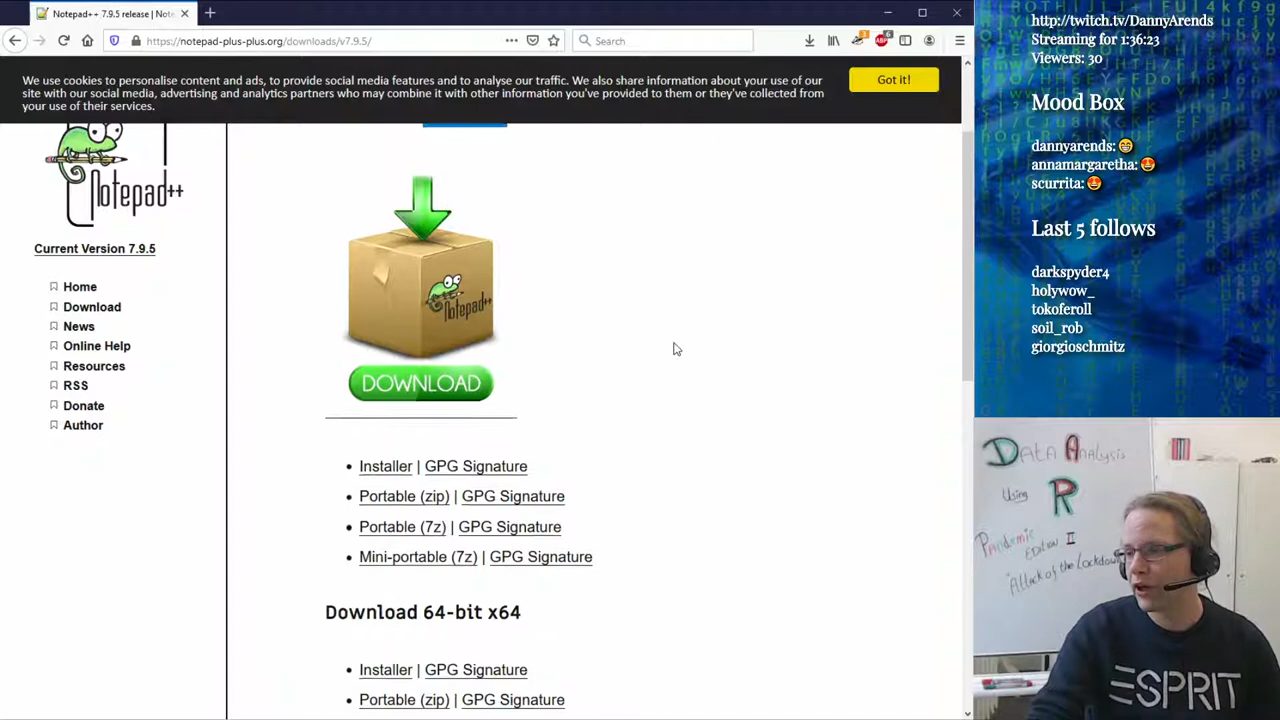 Notepad++ 7.9.5 release | Note
https://notepad-plus-plus.org/downloads/v7.9.5/
Search
3
6
We use cookies to personalise content and ads, to provide social media features and to analyse our traffic. We also share information about your use of our
site with our social media, advertising and analytics partners who may combine it with other information you've provided to them or they've collected from
your use of their services.
Got it!
Notepad++
Current Version 7.9.5
Home
Download
News
Online Help
Resources
RSS
Donate
Author
Notepad++
DOWNLOAD
Installer | GPG Signature
Portable (zip) | GPG Signature
Portable (7z) | GPG Signature
Mini-portable (7z) | GPG Signature
Download 64-bit x64
Installer | GPG Signature
Portable (zip) | GPG Signature
http://twitch.tv/DannyArends
Streaming for 1:36:23
Viewers: 30
Mood Box
dannyarends: 😁
annamargaretha: 😍
scurrita: 😍
Last 5 follows
darkspyder4
holywow_
tokoferoll
soil_rob
giorgioschmitz
Data Analysis
Using R
Pandemic
Edition II
"Attack of the Lockdown
ESPRIT